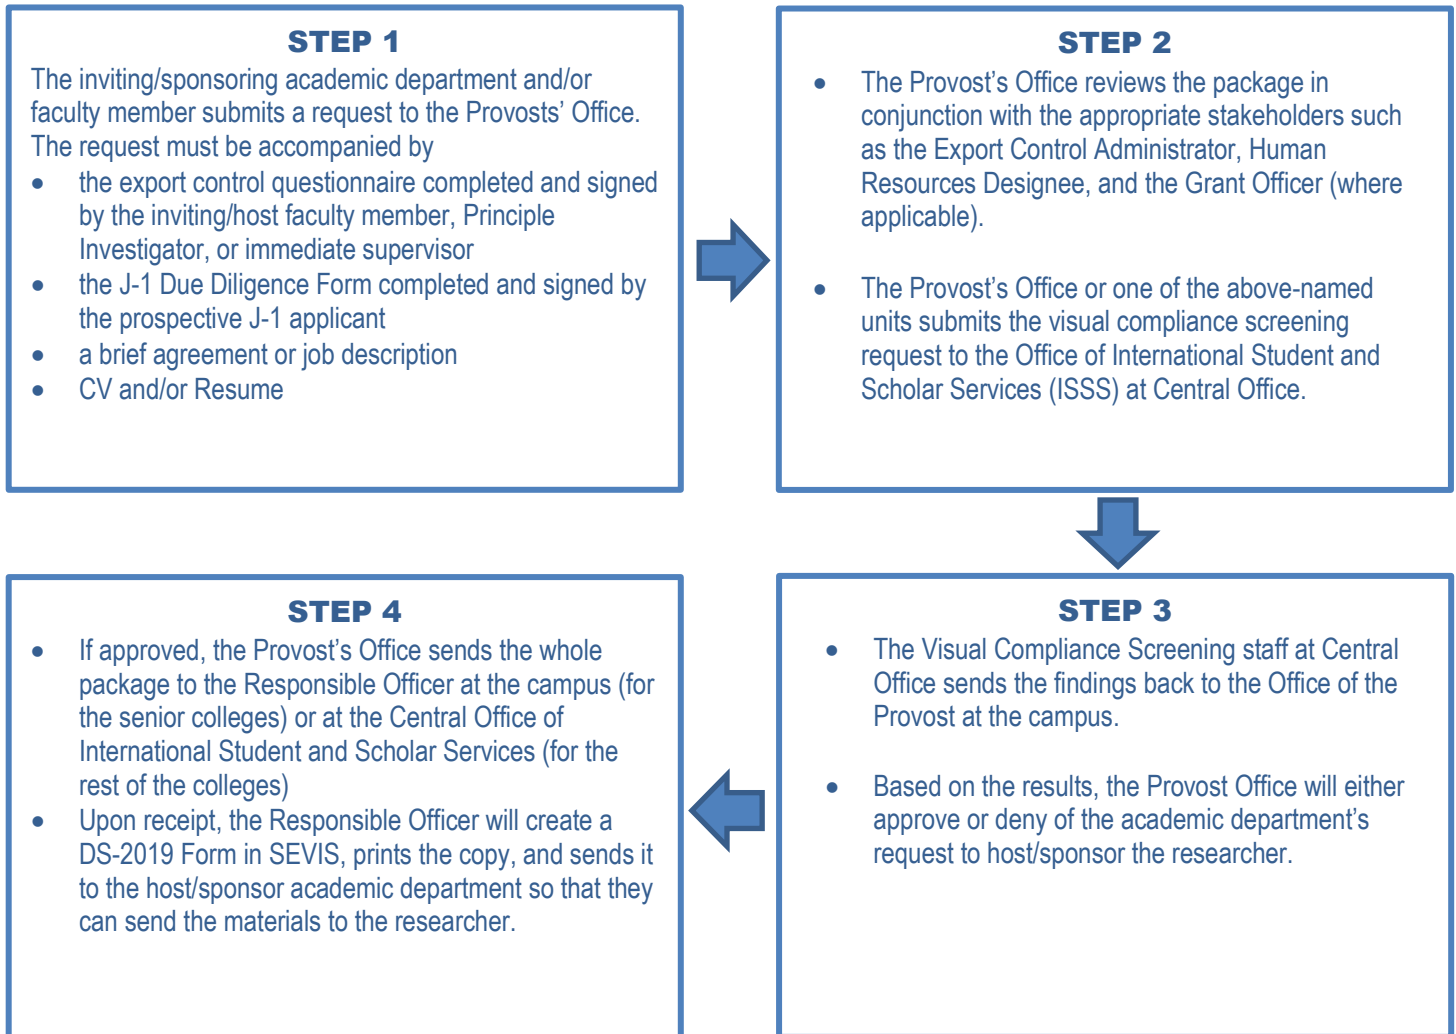 STEP 1
The inviting/sponsoring academic department and/or
faculty member submits a request to the Provosts’ Office.
The request must be accompanied by
• the export control questionnaire completed and signed
by the inviting/host faculty member, Principle
Investigator, or immediate supervisor
• the J-1 Due Diligence Form completed and signed by
the prospective J-1 applicant
• a brief agreement or job description
• CV and/or Resume
STEP 2
• The Provost’s Office reviews the package in
conjunction with the appropriate stakeholders such
as the Export Control Administrator, Human
Resources Designee, and the Grant Officer (where
applicable).
• The Provost’s Office or one of the above-named
units submits the visual compliance screening
request to the Office of International Student and
Scholar Services (ISSS) at Central Office.
STEP 3
• The Visual Compliance Screening staff at Central
Office sends the findings back to the Office of the
Provost at the campus.
• Based on the results, the Provost Office will either
approve or deny of the academic department’s
request to host/sponsor the researcher.
STEP 4
• If approved, the Provost’s Office sends the whole
package to the Responsible Officer at the campus (for
the senior colleges) or at the Central Office of
International Student and Scholar Services (for the
rest of the colleges)
• Upon receipt, the Responsible Officer will create a
DS-2019 Form in SEVIS, prints the copy, and sends it
to the host/sponsor academic department so that they
can send the materials to the researcher.